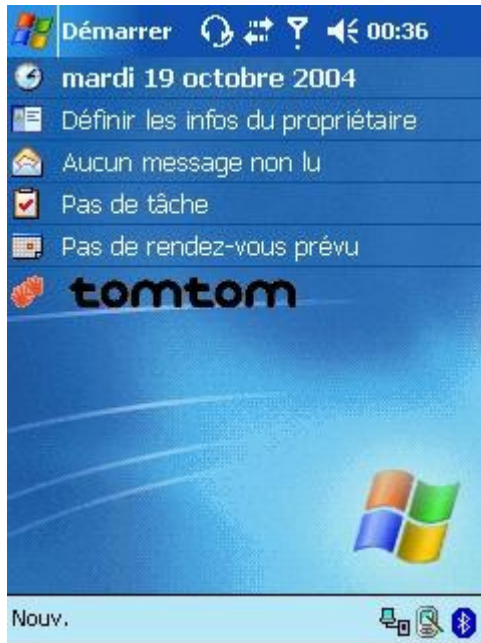 Démarrer 00:36
mardi 19 octobre 2004
Définir les infos du propriétaire
Aucun message non lu
Pas de tâche
Pas de rendez-vous prévu
tomtom
Nouv.